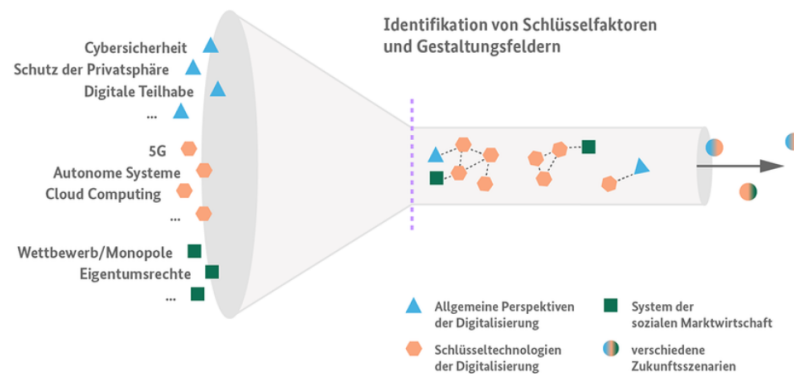 Identifikation von Schlüsselfaktoren
und Gestaltungsfeldern
Cybersicherheit
Schutz der Privatsphäre
Digitale Teilhabe
...
5G
Autonome Systeme
Cloud Computing
...
Wettbewerb/Monopole
Eigentumsrechte
...
Allgemeine Perspektiven
der Digitalisierung
System der
sozialen Marktwirtschaft
Schlüsseltechnologien
der Digitalisierung
verschiedene
Zukunftsszenarien